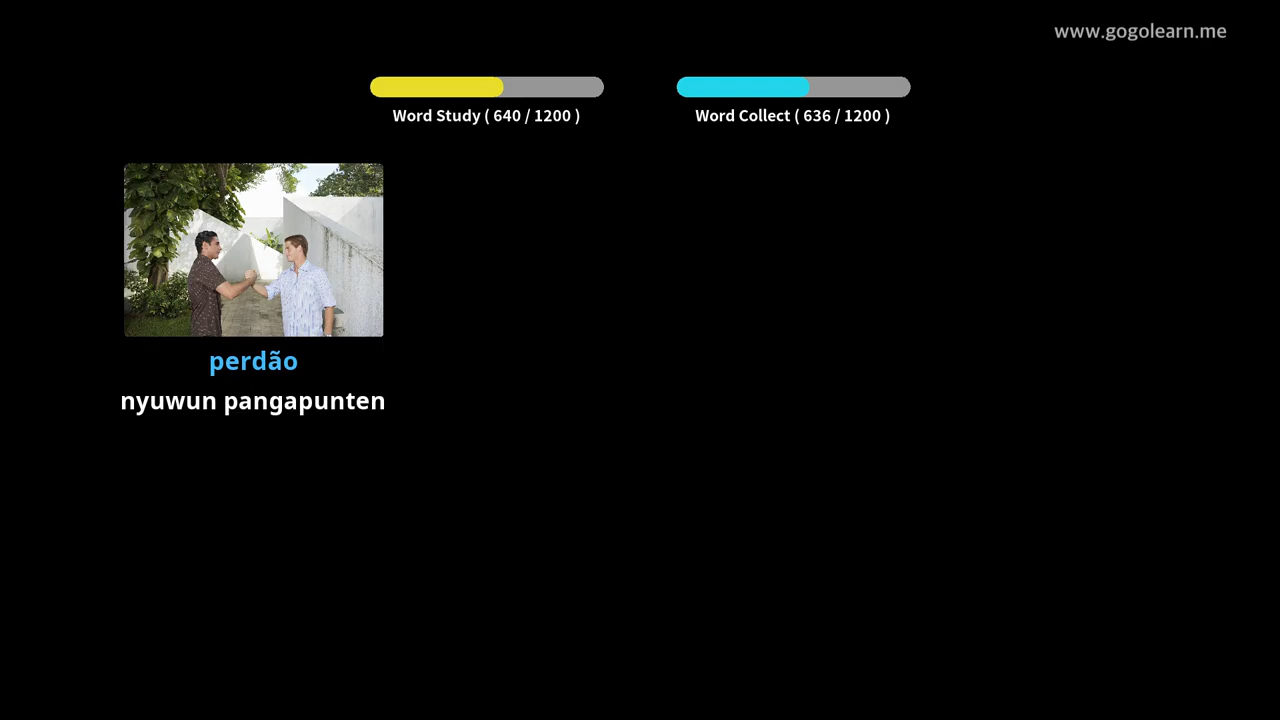 www.gogolearn.me
Word Study ( 640 / 1200 )
Word Collect ( 636 / 1200 )
perdão
nyuwun pangapunten